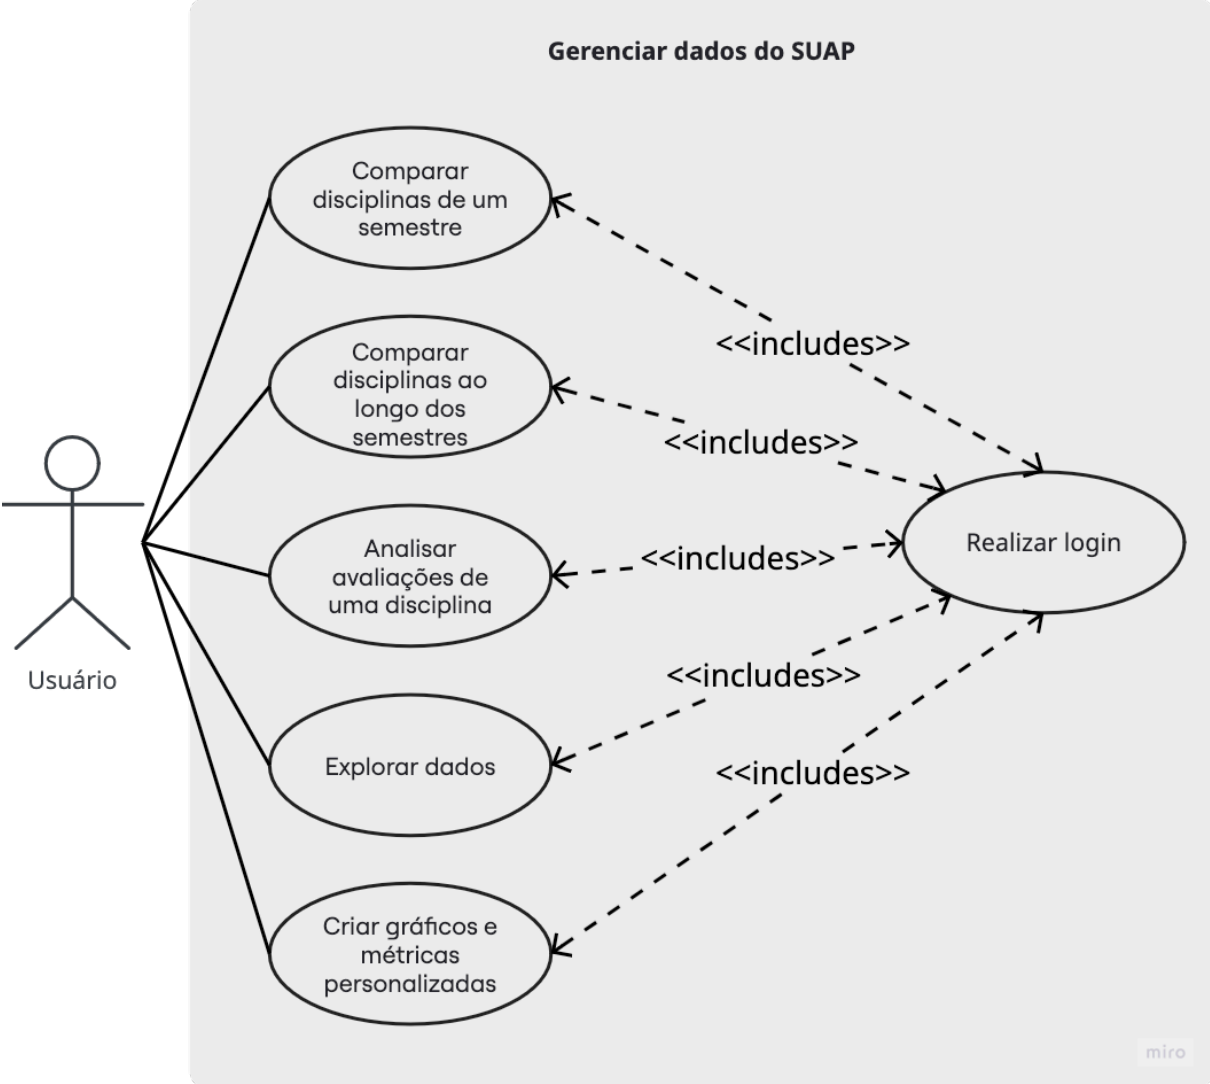 Gerenciar dados do SUAP
Comparar
disciplinas de um
semestre
<<includes>>
Comparar
disciplinas ao
longo dos
semestres
<<includes>>
Analisar
avaliações de
uma disciplina
<<includes>>
Realizar login
Usuário
<<includes>>
Explorar dados
<<includes>>
Criar gráficos e
métricas
personalizadas
miro